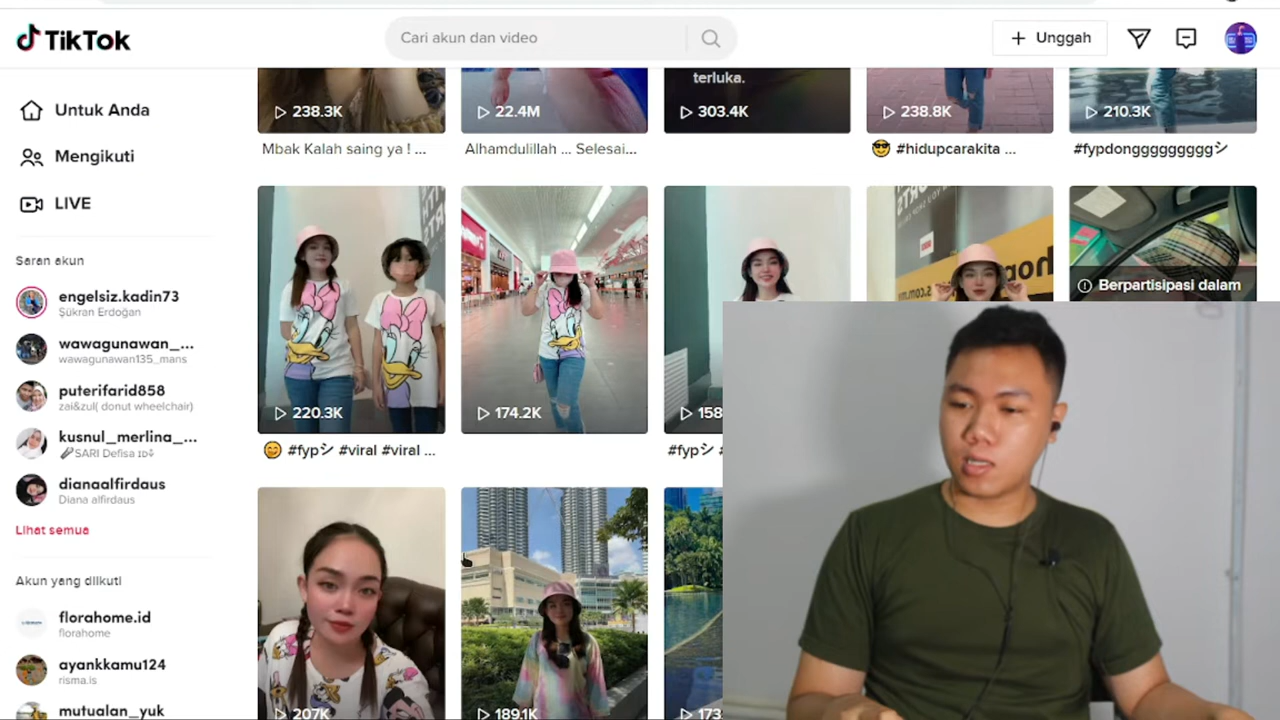 TikTok
Cari akun dan video
Unggah
Untuk Anda
Mengikuti
LIVE
Saran akun
engelsiz.kadin73
Şükran Erdoğan
wawagunawan_...
wawagunawan135_mans
puterifarid858
zai&zul( donut wheelchair)
kusnul_merlina_...
SARI Defisa
dianaalfirdaus
Diana alfirdaus
Lihat semua
Akun yang diikuti
florahome.id
florahome
ayankkamu124
risma.is
mutualan_yuk
terluka.
238.3K
22.4M
303.4K
238.8K
210.3K
Mbak Kalah saing ya ! ...
Alhamdulillah ... Selesai...
😎 #hidupcarakita ...
#fypdonggggggggggシ
Berpartisipasi dalam
220.3K
174.2K
158
😊 #fypシ #viral #viral ...
#fypシ #
207K
189.1K
173